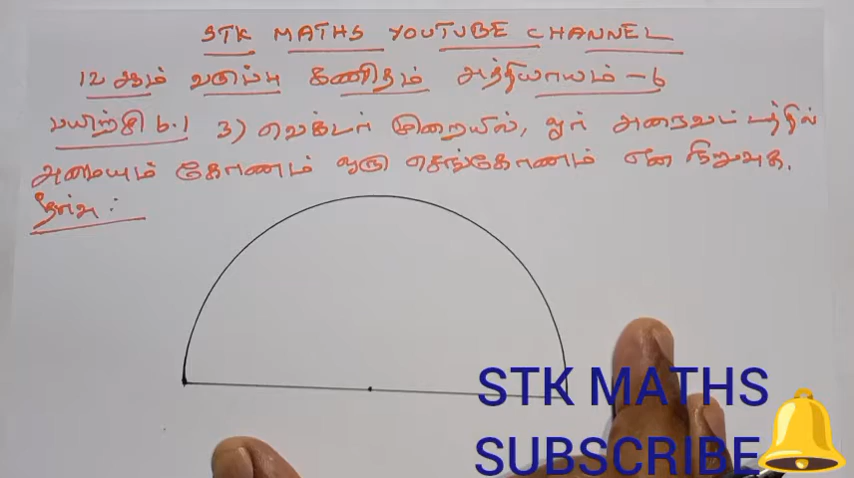 STK MATHS YOUTUBE CHANNEL
12 ஆம் வகுப்பு கணிதம் அத்தியாயம் - 6
பயிற்சி 6.1 3) வெக்டர் முறையில், ஓர் அரைவட்டத்தில்
அமையும் கோணம் ஒரு செங்கோணம் என நிறுவுக.
தீர்வு :
STK MATHS
SUBSCRIBE